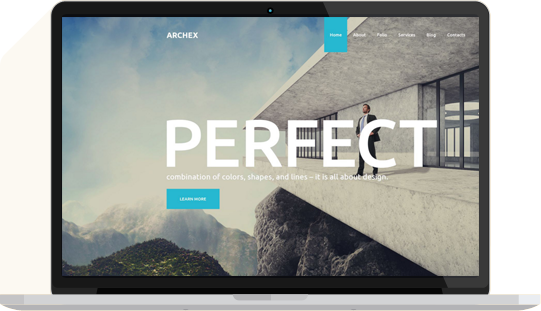 ARCHEX
Home About Folio Services Blog Contacts
PERFECT
combination of colors, shapes, and lines – it is all about design.
LEARN MORE